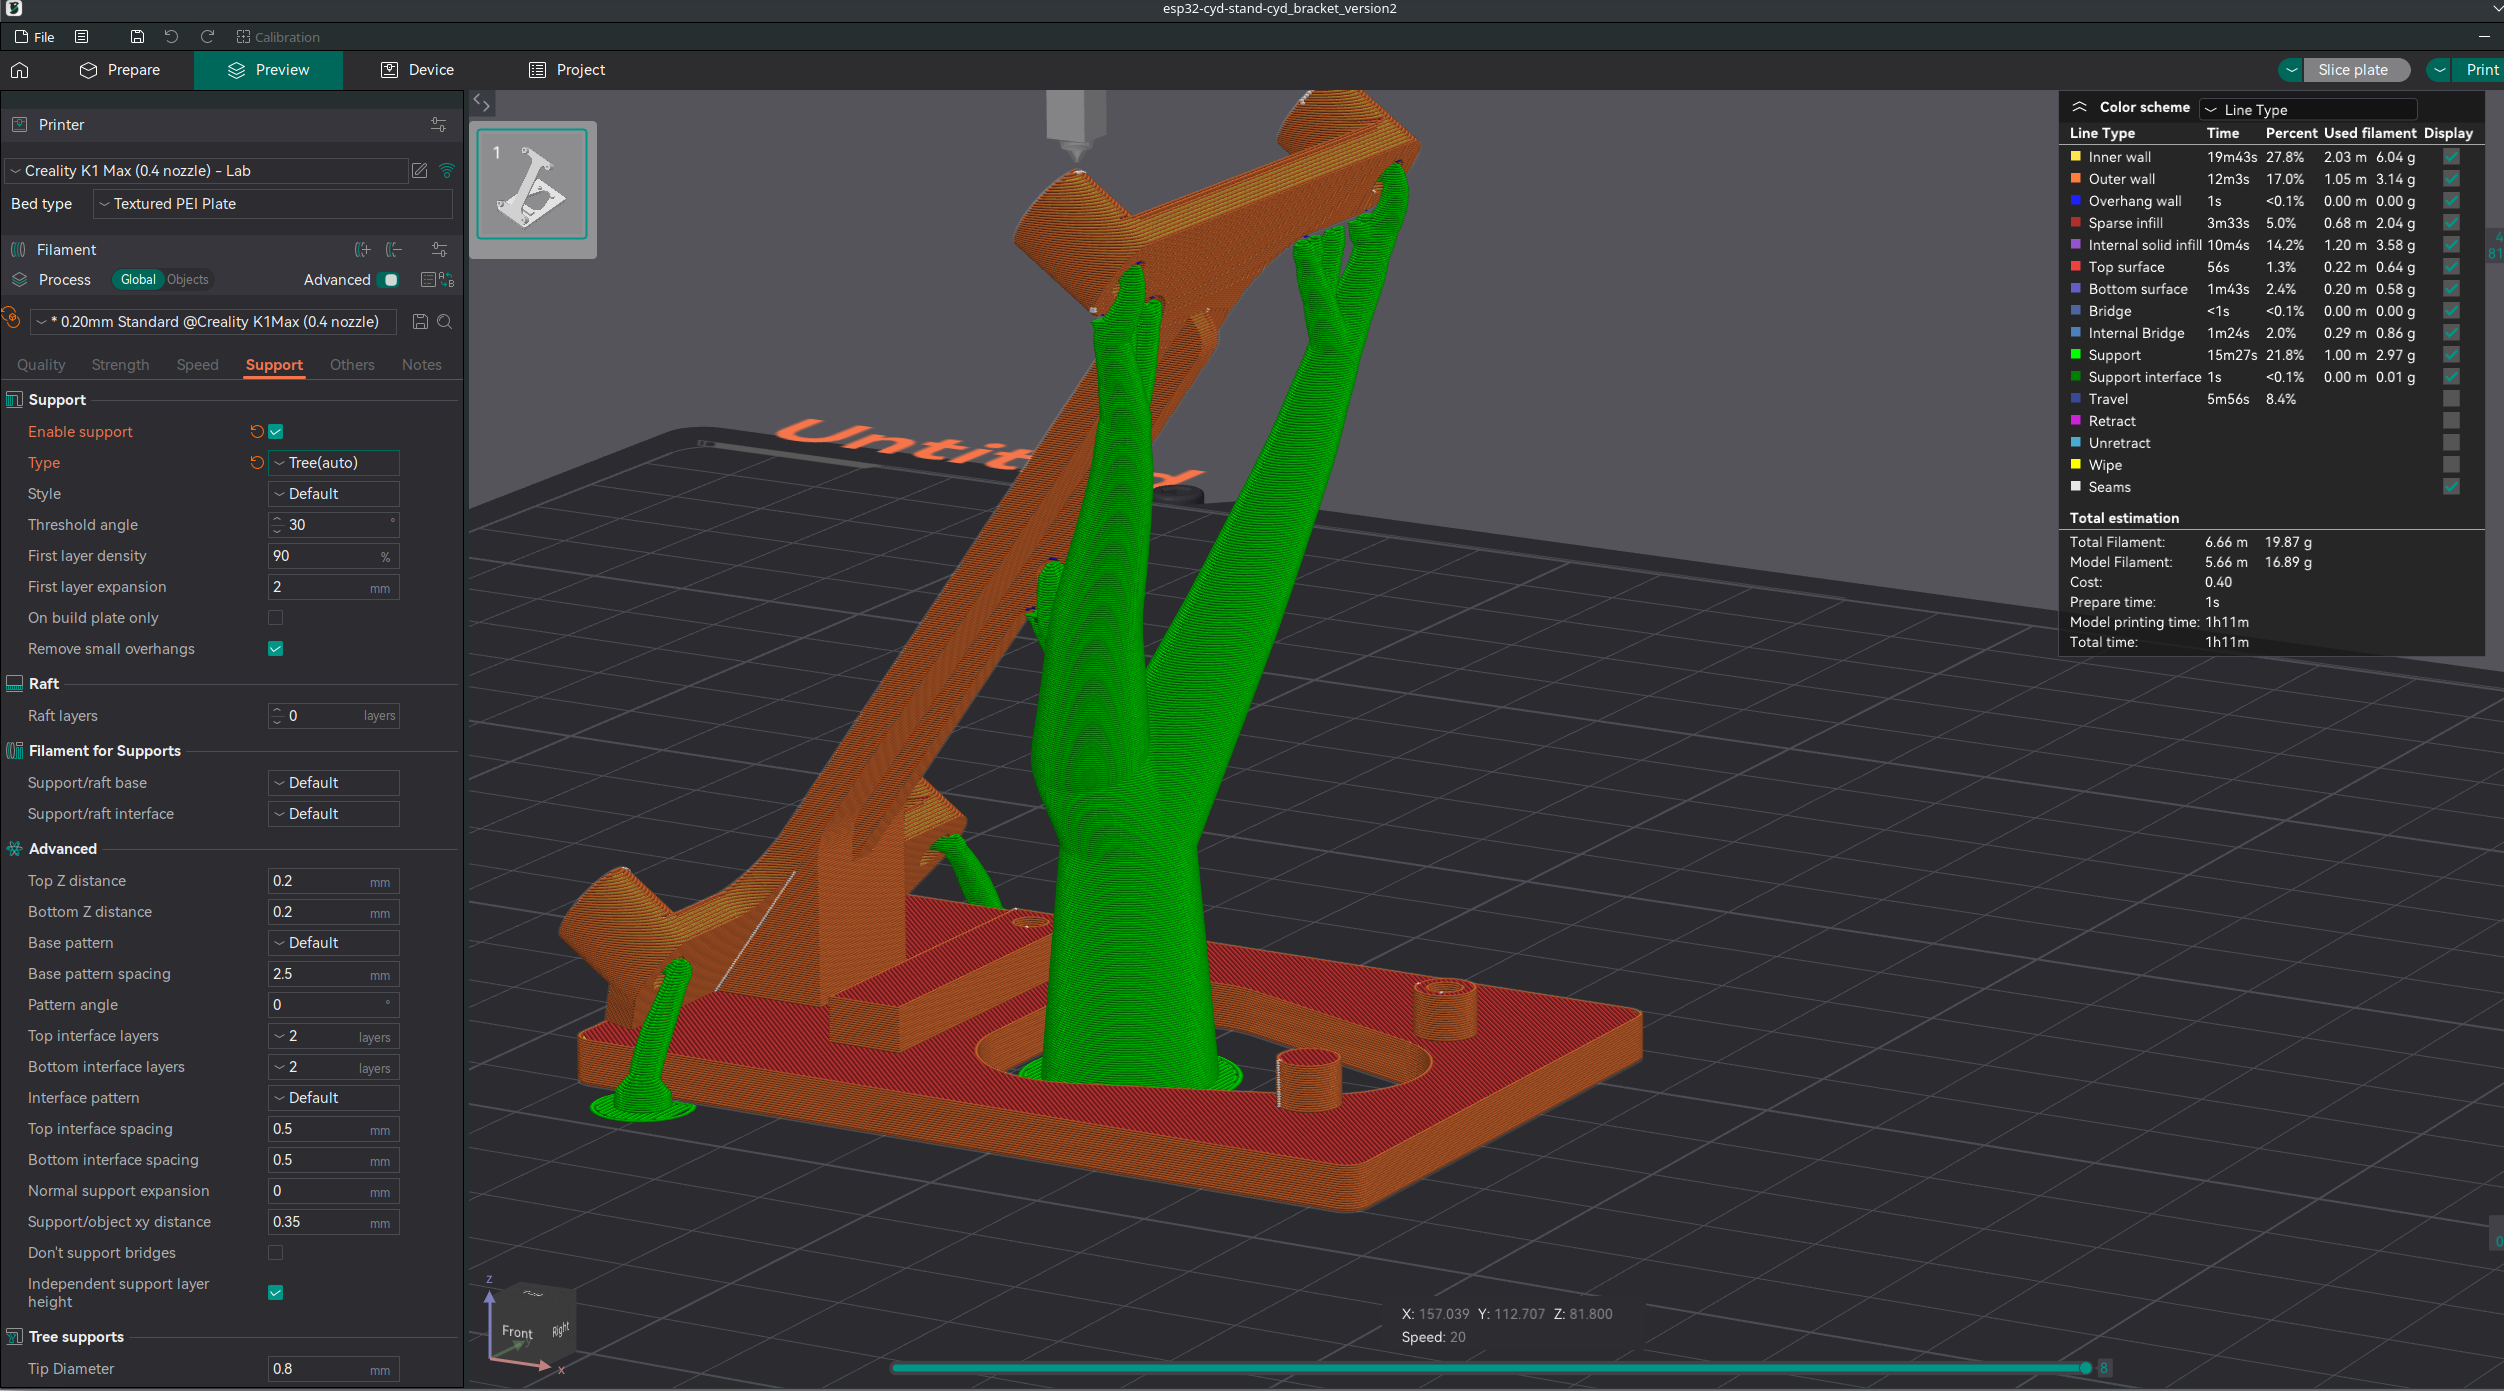 esp32-cyd-stand-cyd_bracket_version2
File
Calibration
Prepare
Preview
Device
Project
Slice plate
Print
Printer
Creality K1 Max (0.4 nozzle) - Lab
Bed type
Textured PEI Plate
Filament
Process
Global
Objects
Advanced
* 0.20mm Standard @Creality K1Max (0.4 nozzle)
Quality
Strength
Speed
Support
Others
Notes
Support
Enable support
Type
Tree(auto)
Style
Default
Threshold angle
30 °
First layer density
90 %
First layer expansion
2 mm
On build plate only
Remove small overhangs
Raft
Raft layers
0 layers
Filament for Supports
Support/raft base
Default
Support/raft interface
Default
Advanced
Top Z distance
0.2 mm
Bottom Z distance
0.2 mm
Base pattern
Default
Base pattern spacing
2.5 mm
Pattern angle
0 °
Top interface layers
2 layers
Bottom interface layers
2 layers
Interface pattern
Default
Top interface spacing
0.5 mm
Bottom interface spacing
0.5 mm
Normal support expansion
0 mm
Support/object xy distance
0.35 mm
Don't support bridges
Independent support layer
height
Tree supports
Tip Diameter
0.8 mm
1
Color scheme
Line Type
Line Type Time Percent Used filament Display
Inner wall 19m43s 27.8% 2.03 m 6.04 g
Outer wall 12m3s 17.0% 1.05 m 3.14 g
Overhang wall 1s <0.1% 0.00 m 0.00 g
Sparse infill 3m33s 5.0% 0.68 m 2.04 g
Internal solid infill 10m4s 14.2% 1.20 m 3.58 g
Top surface 56s 1.3% 0.22 m 0.64 g
Bottom surface 1m43s 2.4% 0.20 m 0.58 g
Bridge <1s <0.1% 0.00 m 0.00 g
Internal Bridge 1m24s 2.0% 0.29 m 0.86 g
Support 15m27s 21.8% 1.00 m 2.97 g
Support interface 1s <0.1% 0.00 m 0.01 g
Travel 5m56s 8.4%
Retract
Unretract
Wipe
Seams
Total estimation
Total Filament: 6.66 m 19.87 g
Model Filament: 5.66 m 16.89 g
Cost: 0.40
Prepare time: 1s
Model printing time: 1h11m
Total time: 1h11m
4
81
0
z
Front
Right
x
X: 157.039 Y: 112.707 Z: 81.800
Speed: 20
8